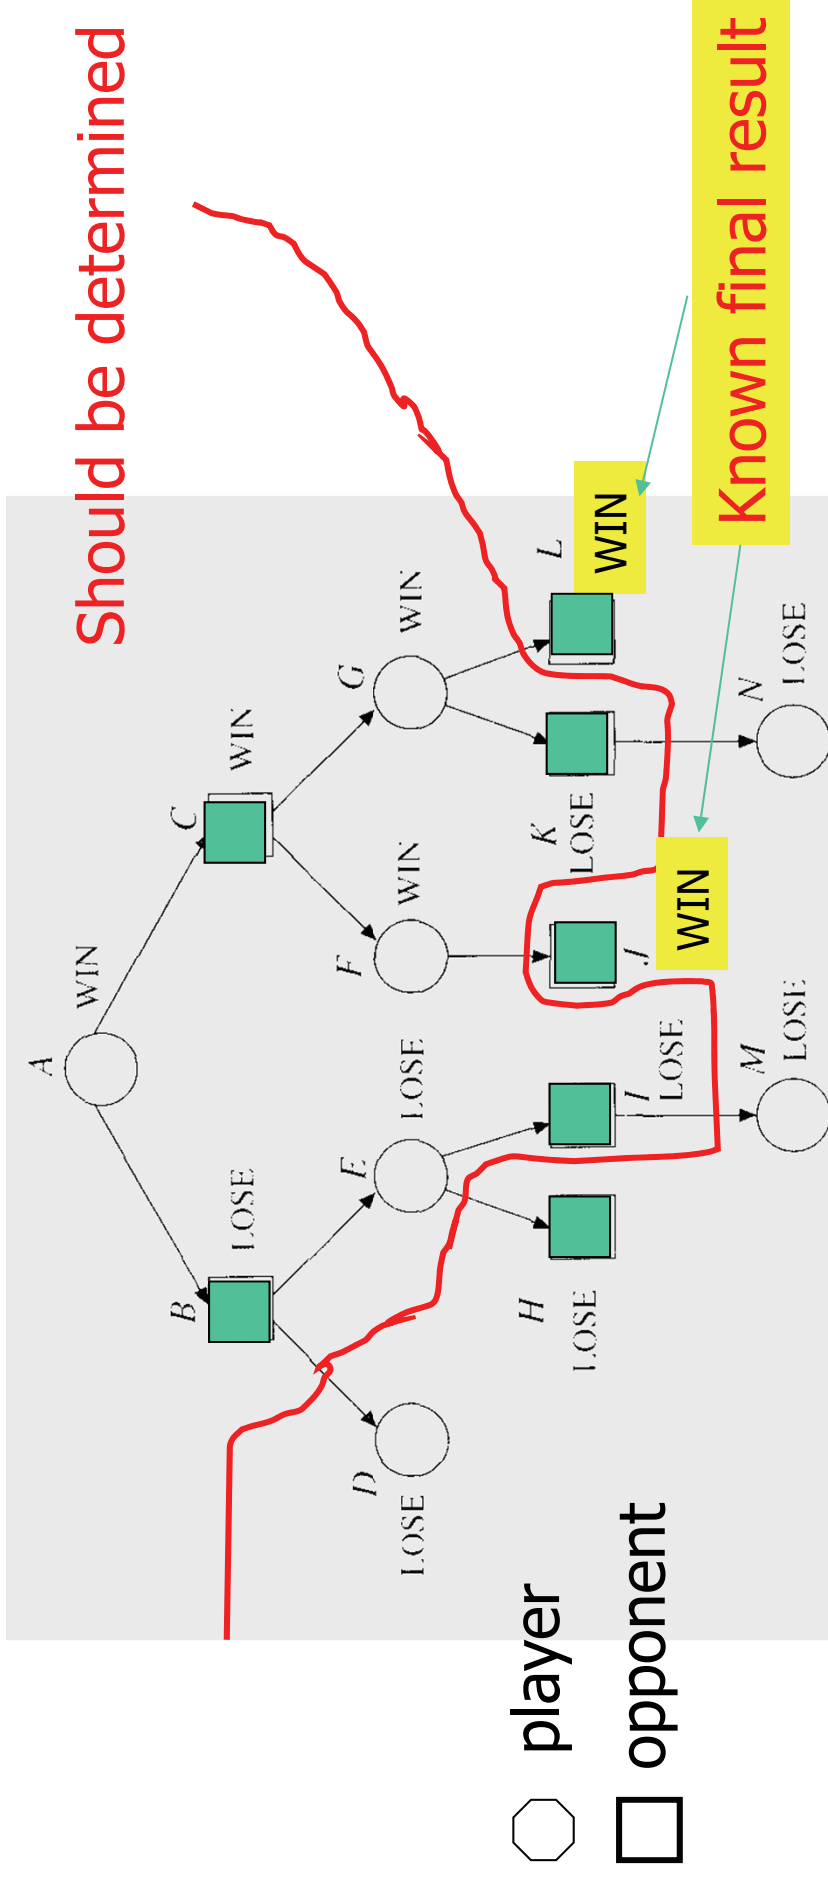 Should be determined
A
WIN
B
C
LOSE
WIN
D
E
F
G
LOSE
LOSE
WIN
WIN
H
I
J
K
L
LOSE
LOSE
WIN
LOSE
WIN
M
N
LOSE
LOSE
Known final result
player
opponent